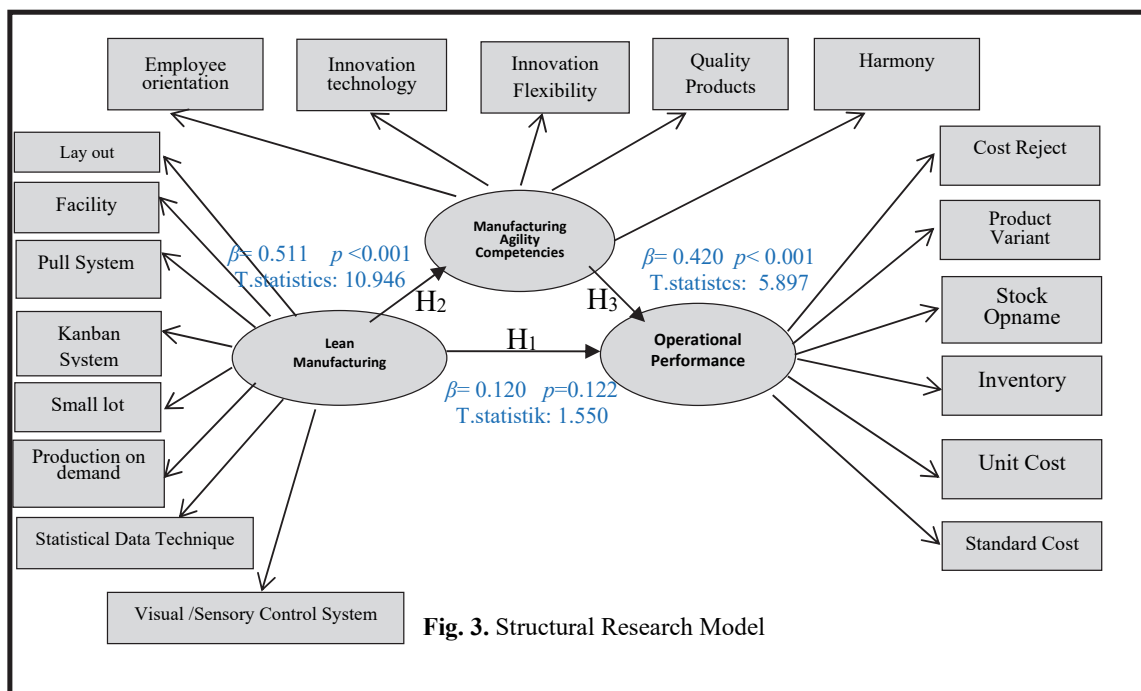 Employee
orientation
Innovation
technology
Innovation
Flexibility
Quality
Products
Harmony
Lay out
Facility
Pull System
Kanban
System
Small lot
Production on
demand
Statistical Data Technique
Visual /Sensory Control System
Manufacturing
Agility
Competencies
β= 0.511 p <0.001
T.statistics: 10.946
H2
β= 0.420 p< 0.001
T.statistcs: 5.897
H3
Lean
Manufacturing
H1
β= 0.120 p=0.122
T.statistik: 1.550
Operational
Performance
Cost Reject
Product
Variant
Stock
Opname
Inventory
Unit Cost
Standard Cost
Fig. 3. Structural Research Model